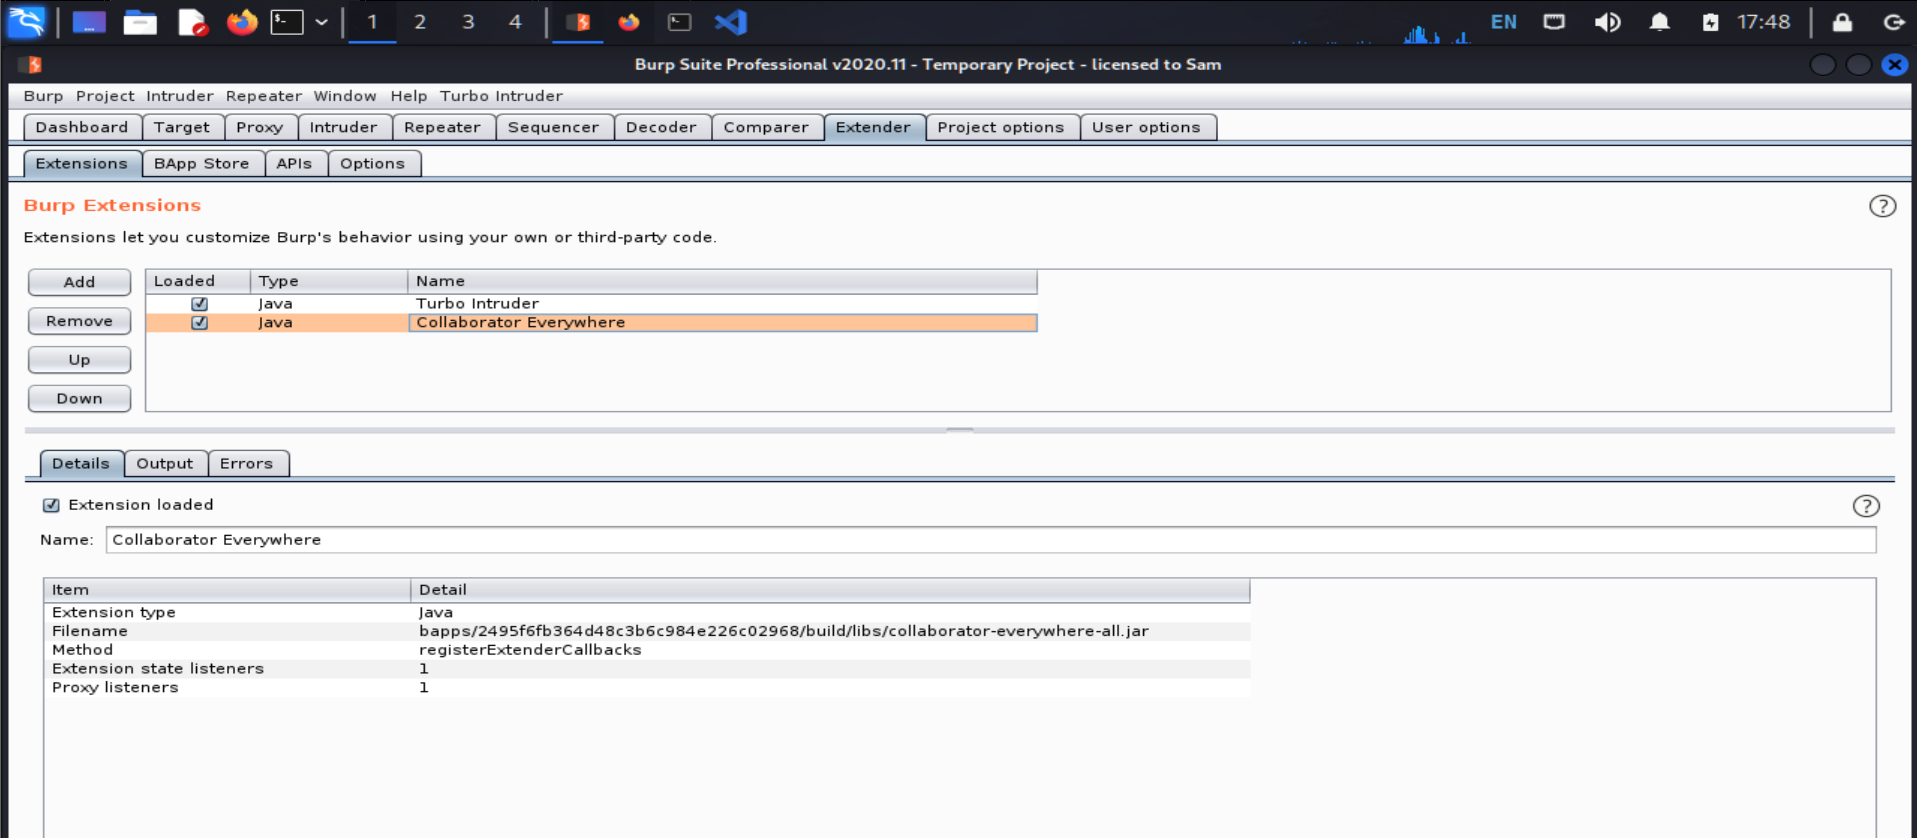 1 2 3 4 EN 17:48
Burp Suite Professional v2020.11 - Temporary Project - licensed to Sam
Burp Project Intruder Repeater Window Help Turbo Intruder
Dashboard Target Proxy Intruder Repeater Sequencer Decoder Comparer Extender Project options User options
Extensions BApp Store APIs Options
Burp Extensions
Extensions let you customize Burp's behavior using your own or third-party code.
Add Loaded Type Name
Java Turbo Intruder
Remove Java Collaborator Everywhere
Up
Down
Details Output Errors
Extension loaded
Name: Collaborator Everywhere
Item Detail
Extension type Java
Filename bapps/2495f6fb364d48c3b6c984e226c02968/build/libs/collaborator-everywhere-all.jar
Method registerExtenderCallbacks
Extension state listeners 1
Proxy listeners 1